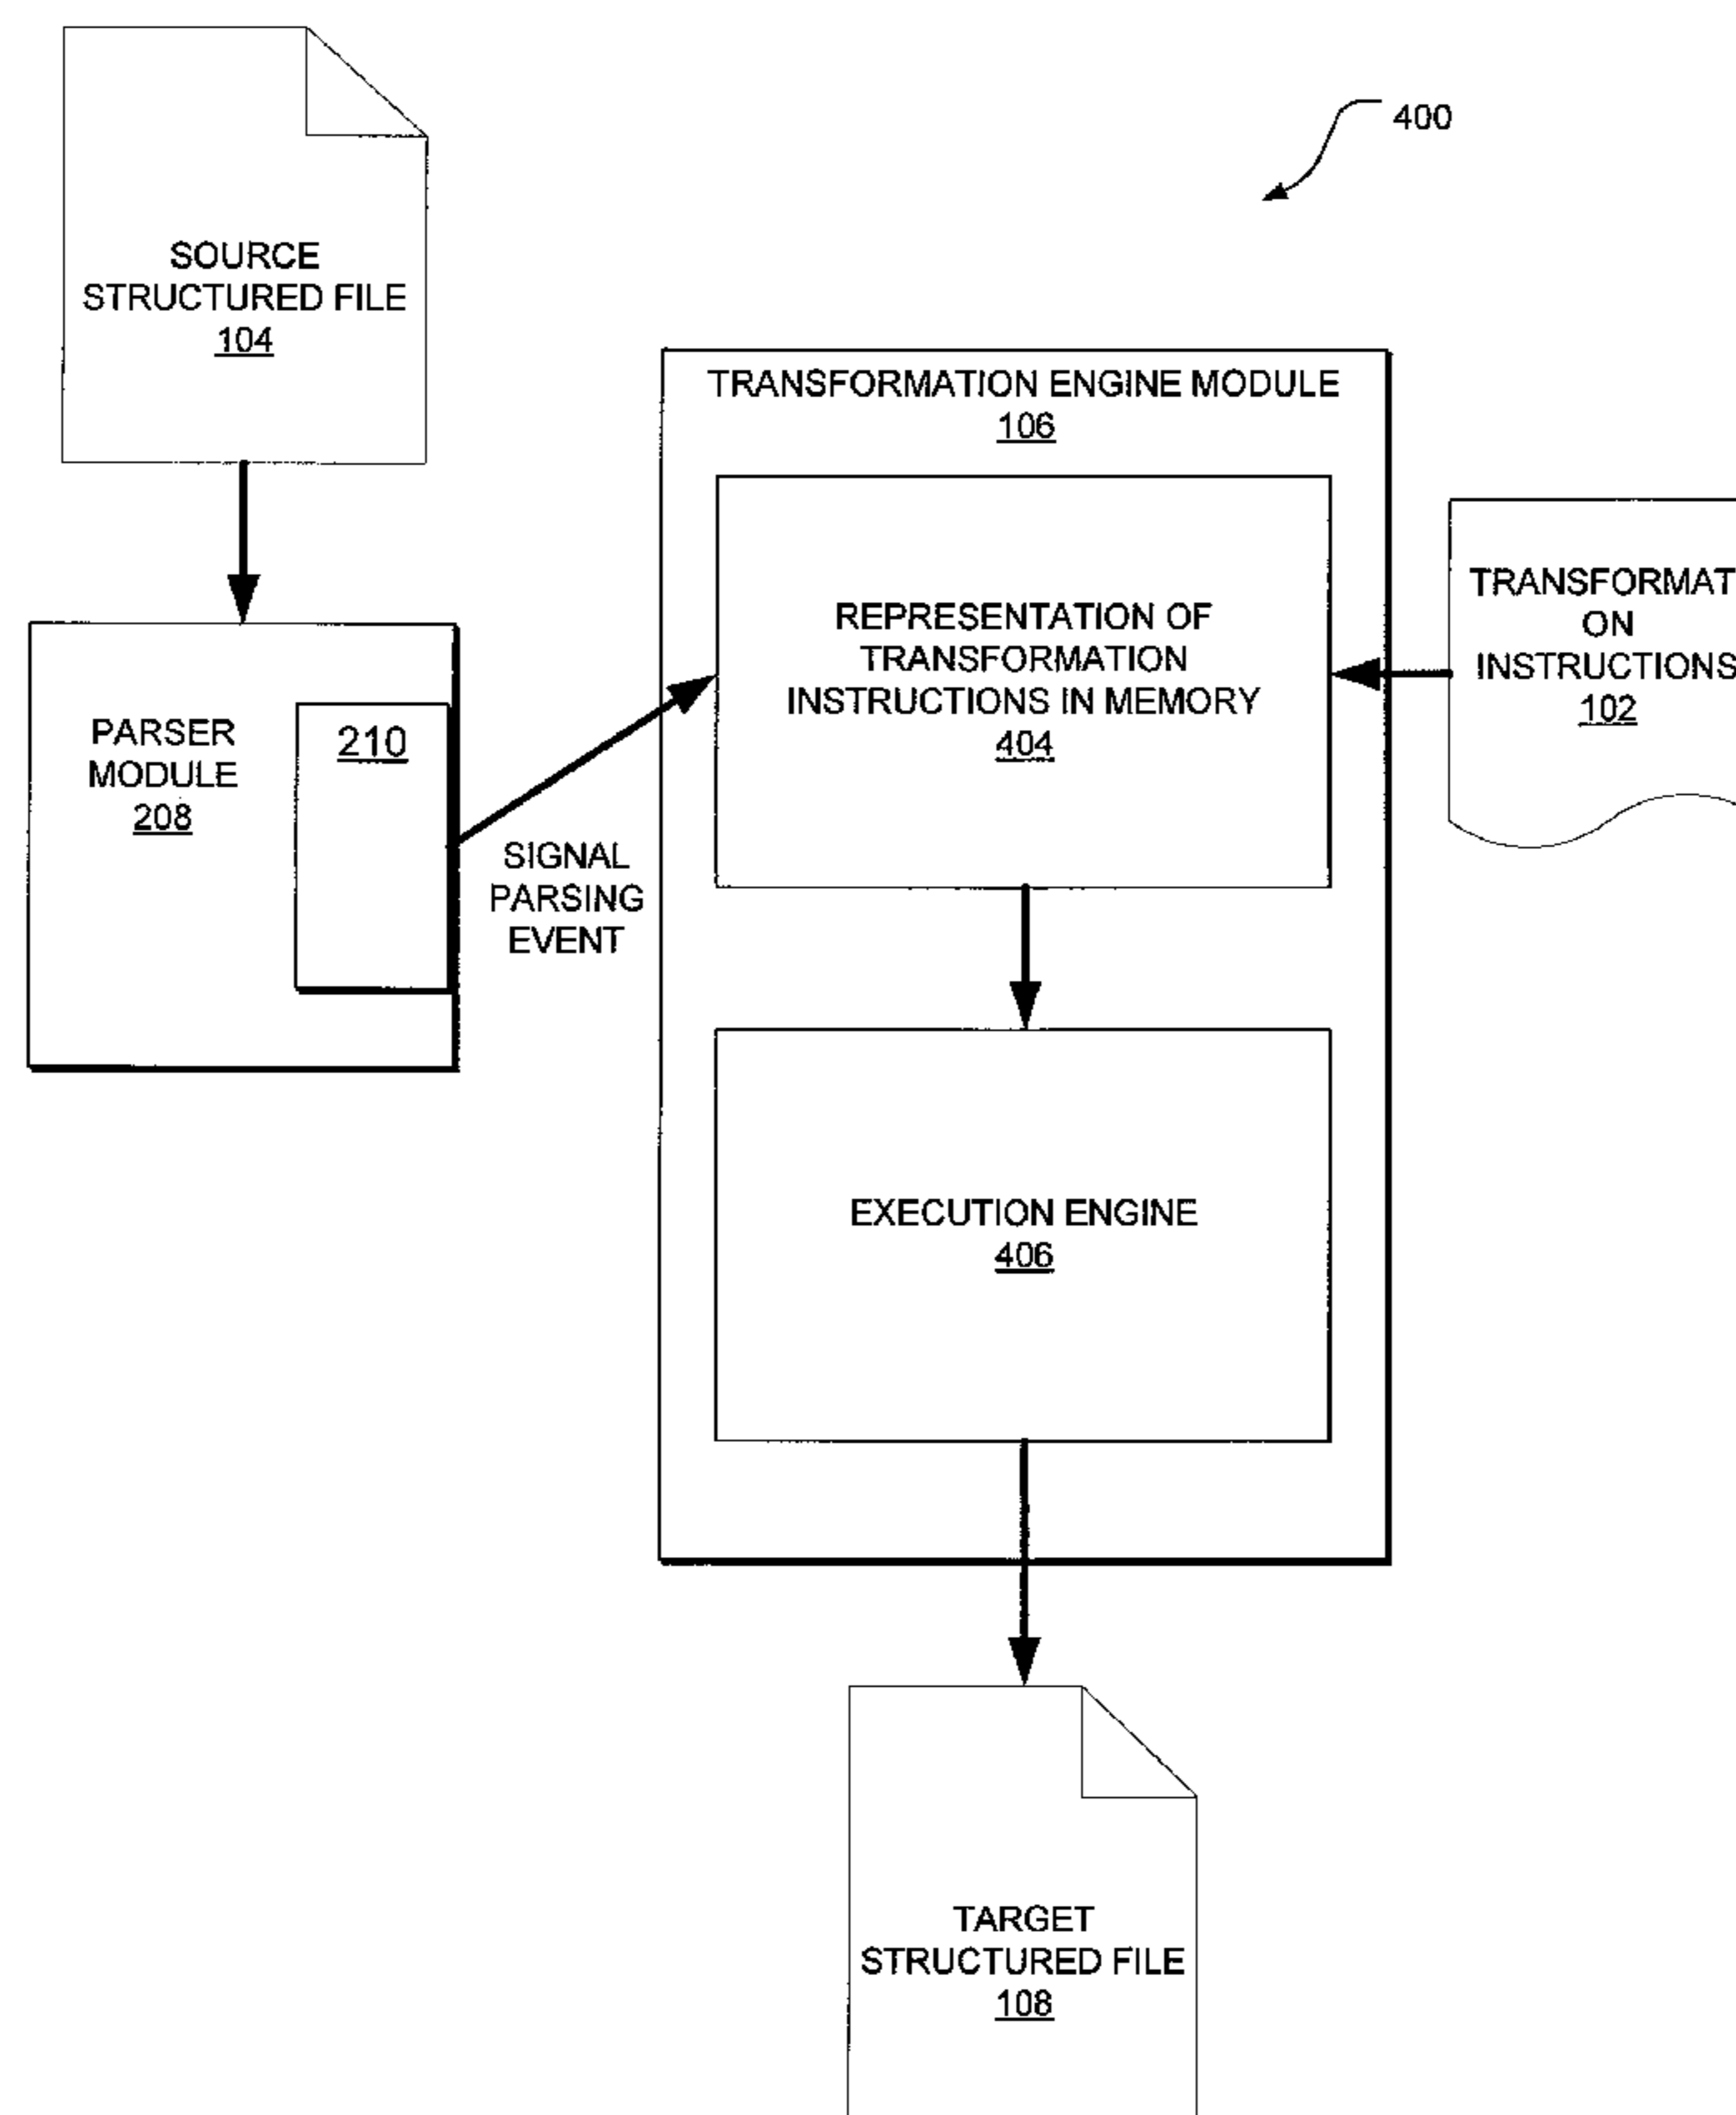 400
SOURCE
STRUCTURED FILE
104
TRANSFORMATION ENGINE MODULE
106
REPRESENTATION OF
TRANSFORMATION
INSTRUCTIONS IN MEMORY
404
TRANSFORMAT
ON
INSTRUCTIONS
102
PARSER
MODULE
208
210
SIGNAL
PARSING
EVENT
EXECUTION ENGINE
406
TARGET
STRUCTURED FILE
108